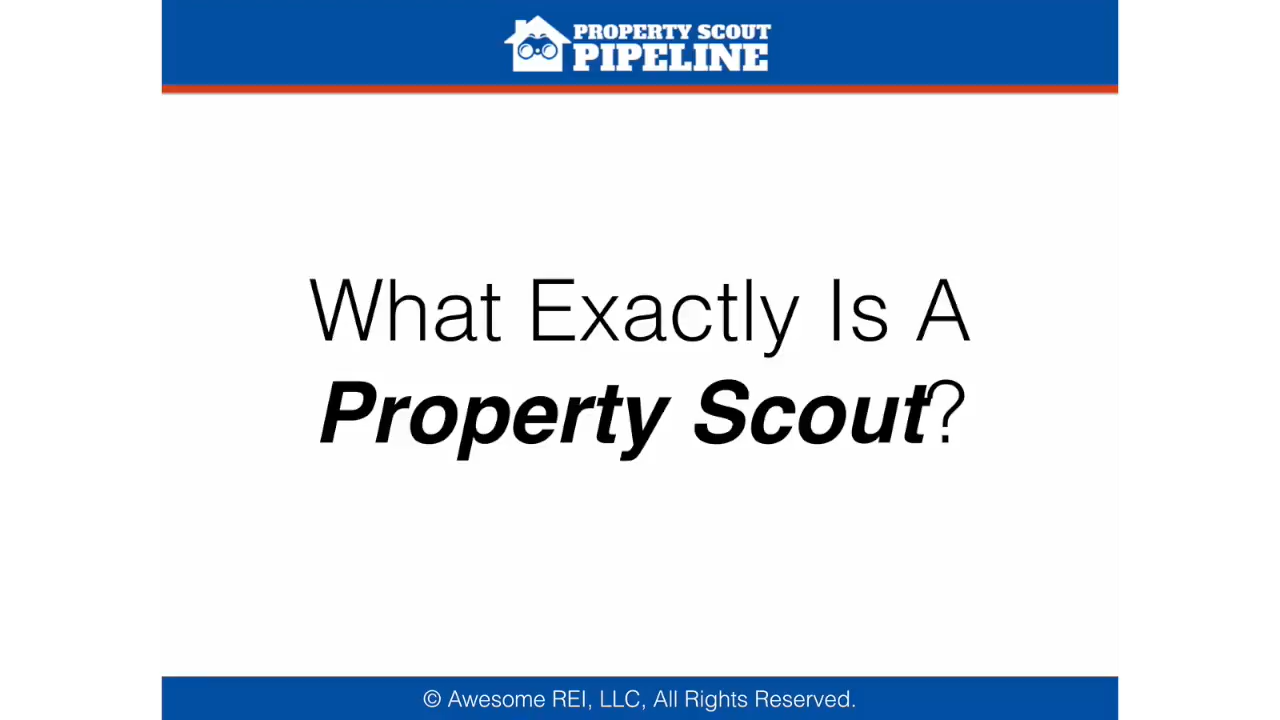 PROPERTY SCOUT
PIPELINE
What Exactly Is A
Property Scout?
© Awesome REI, LLC, All Rights Reserved.